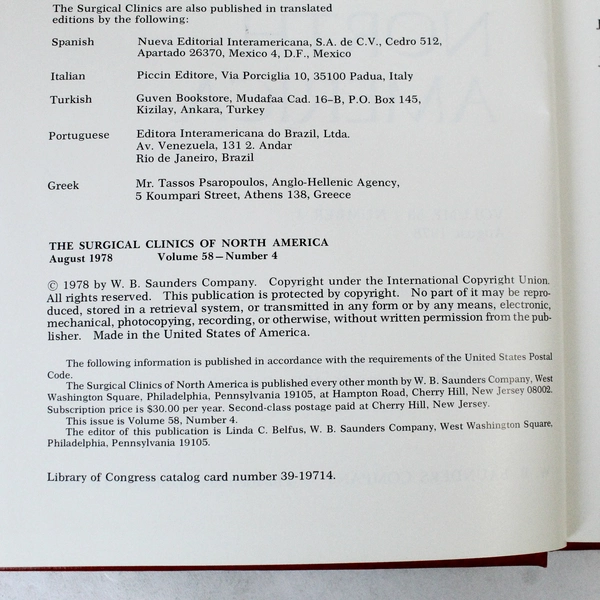 The Surgical Clinics are also published in translated
editions by the following:
Spanish Nueva Editorial Interamericana, S.A. de C.V., Cedro 512,
Apartado 26370, Mexico 4, D.F., Mexico
Italian Piccin Editore, Via Porciglia 10, 35100 Padua, Italy
Turkish Guven Bookstore, Mudafaa Cad. 16–B, P.O. Box 145,
Kizilay, Ankara, Turkey
Portuguese Editora Interamericana do Brazil, Ltda.
Av. Venezuela, 131 2. Andar
Rio de Janeiro, Brazil
Greek Mr. Tassos Psaropoulos, Anglo-Hellenic Agency,
5 Koumpari Street, Athens 138, Greece
THE SURGICAL CLINICS OF NORTH AMERICA
August 1978 Volume 58—Number 4
© 1978 by W. B. Saunders Company. Copyright under the International Copyright Union.
All rights reserved. This publication is protected by copyright. No part of it may be repro-
duced, stored in a retrieval system, or transmitted in any form or by any means, electronic,
mechanical, photocopying, recording, or otherwise, without written permission from the pub-
lisher. Made in the United States of America.
The following information is published in accordance with the requirements of the United States Postal
Code.
The Surgical Clinics of North America is published every other month by W. B. Saunders Company, West
Washington Square, Philadelphia, Pennsylvania 19105, at Hampton Road, Cherry Hill, New Jersey 08002.
Subscription price is $30.00 per year. Second-class postage paid at Cherry Hill, New Jersey.
This issue is Volume 58, Number 4.
The editor of this publication is Linda C. Belfus, W. B. Saunders Company, West Washington Square,
Philadelphia, Pennsylvania 19105.
Library of Congress catalog card number 39-19714.